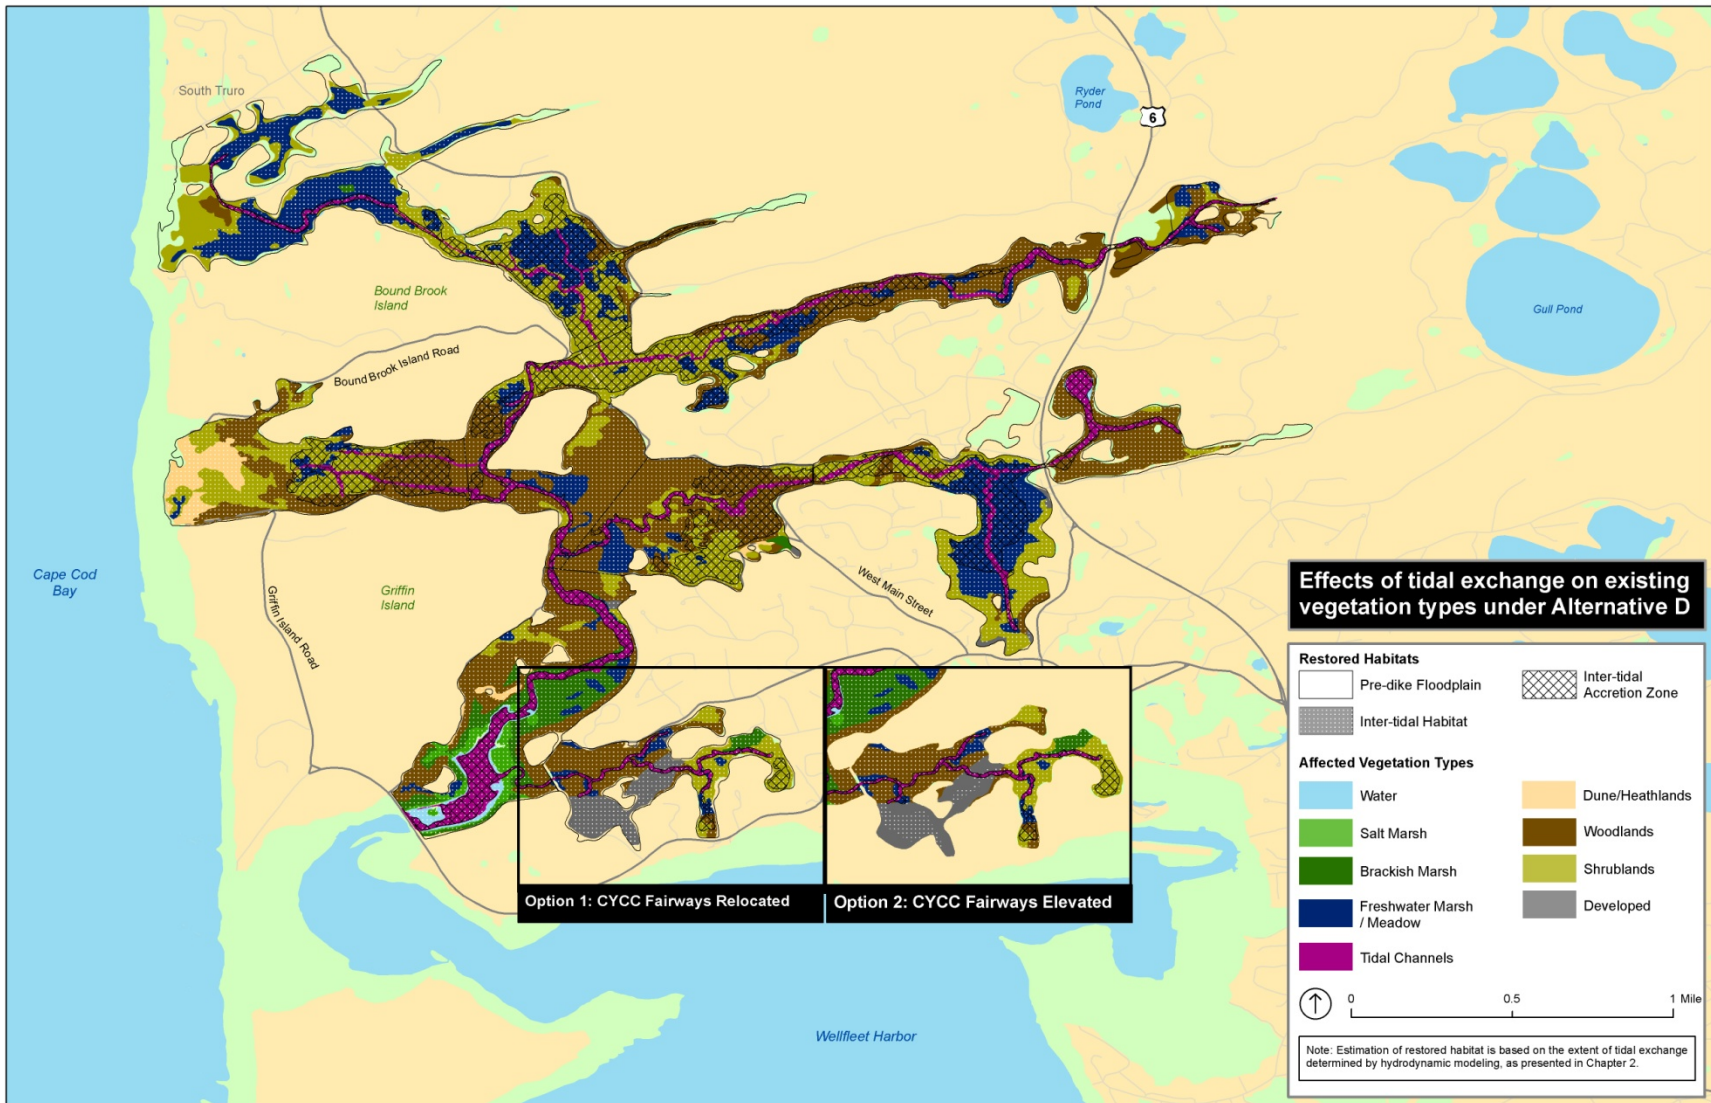 South Truro
Ryder
Pond
6
Bound Brook
Island
Gull Pond
Bound Brook Island Road
Cape Cod
Bay
Griffin
Island
Griffin Island Road
West Main Street
Option 1: CYCC Fairways Relocated
Option 2: CYCC Fairways Elevated
Wellfleet Harbor
Effects of tidal exchange on existing
vegetation types under Alternative D
Restored Habitats
Pre-dike Floodplain
Inter-tidal Habitat
Inter-tidal
Accretion Zone
Affected Vegetation Types
Water
Salt Marsh
Brackish Marsh
Freshwater Marsh
/ Meadow
Tidal Channels
Dune/Heathlands
Woodlands
Shrublands
Developed
0 0.5 1 Mile
Note: Estimation of restored habitat is based on the extent of tidal exchange
determined by hydrodynamic modeling, as presented in Chapter 2.